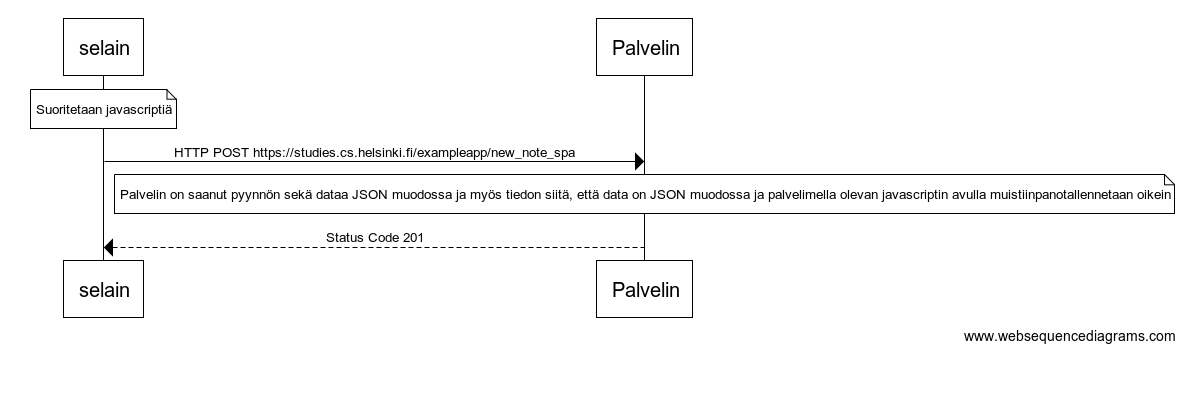 selain
Palvelin
Suoritetaan javascriptiä
HTTP POST https://studies.cs.helsinki.fi/exampleapp/new_note_spa
Palvelin on saanut pyynnön sekä dataa JSON muodossa ja myös tiedon siitä, että data on JSON muodossa ja palvelimella olevan javascriptin avulla muistiinpanotallennetaan oikein
Status Code 201
selain
Palvelin
www.websequencediagrams.com